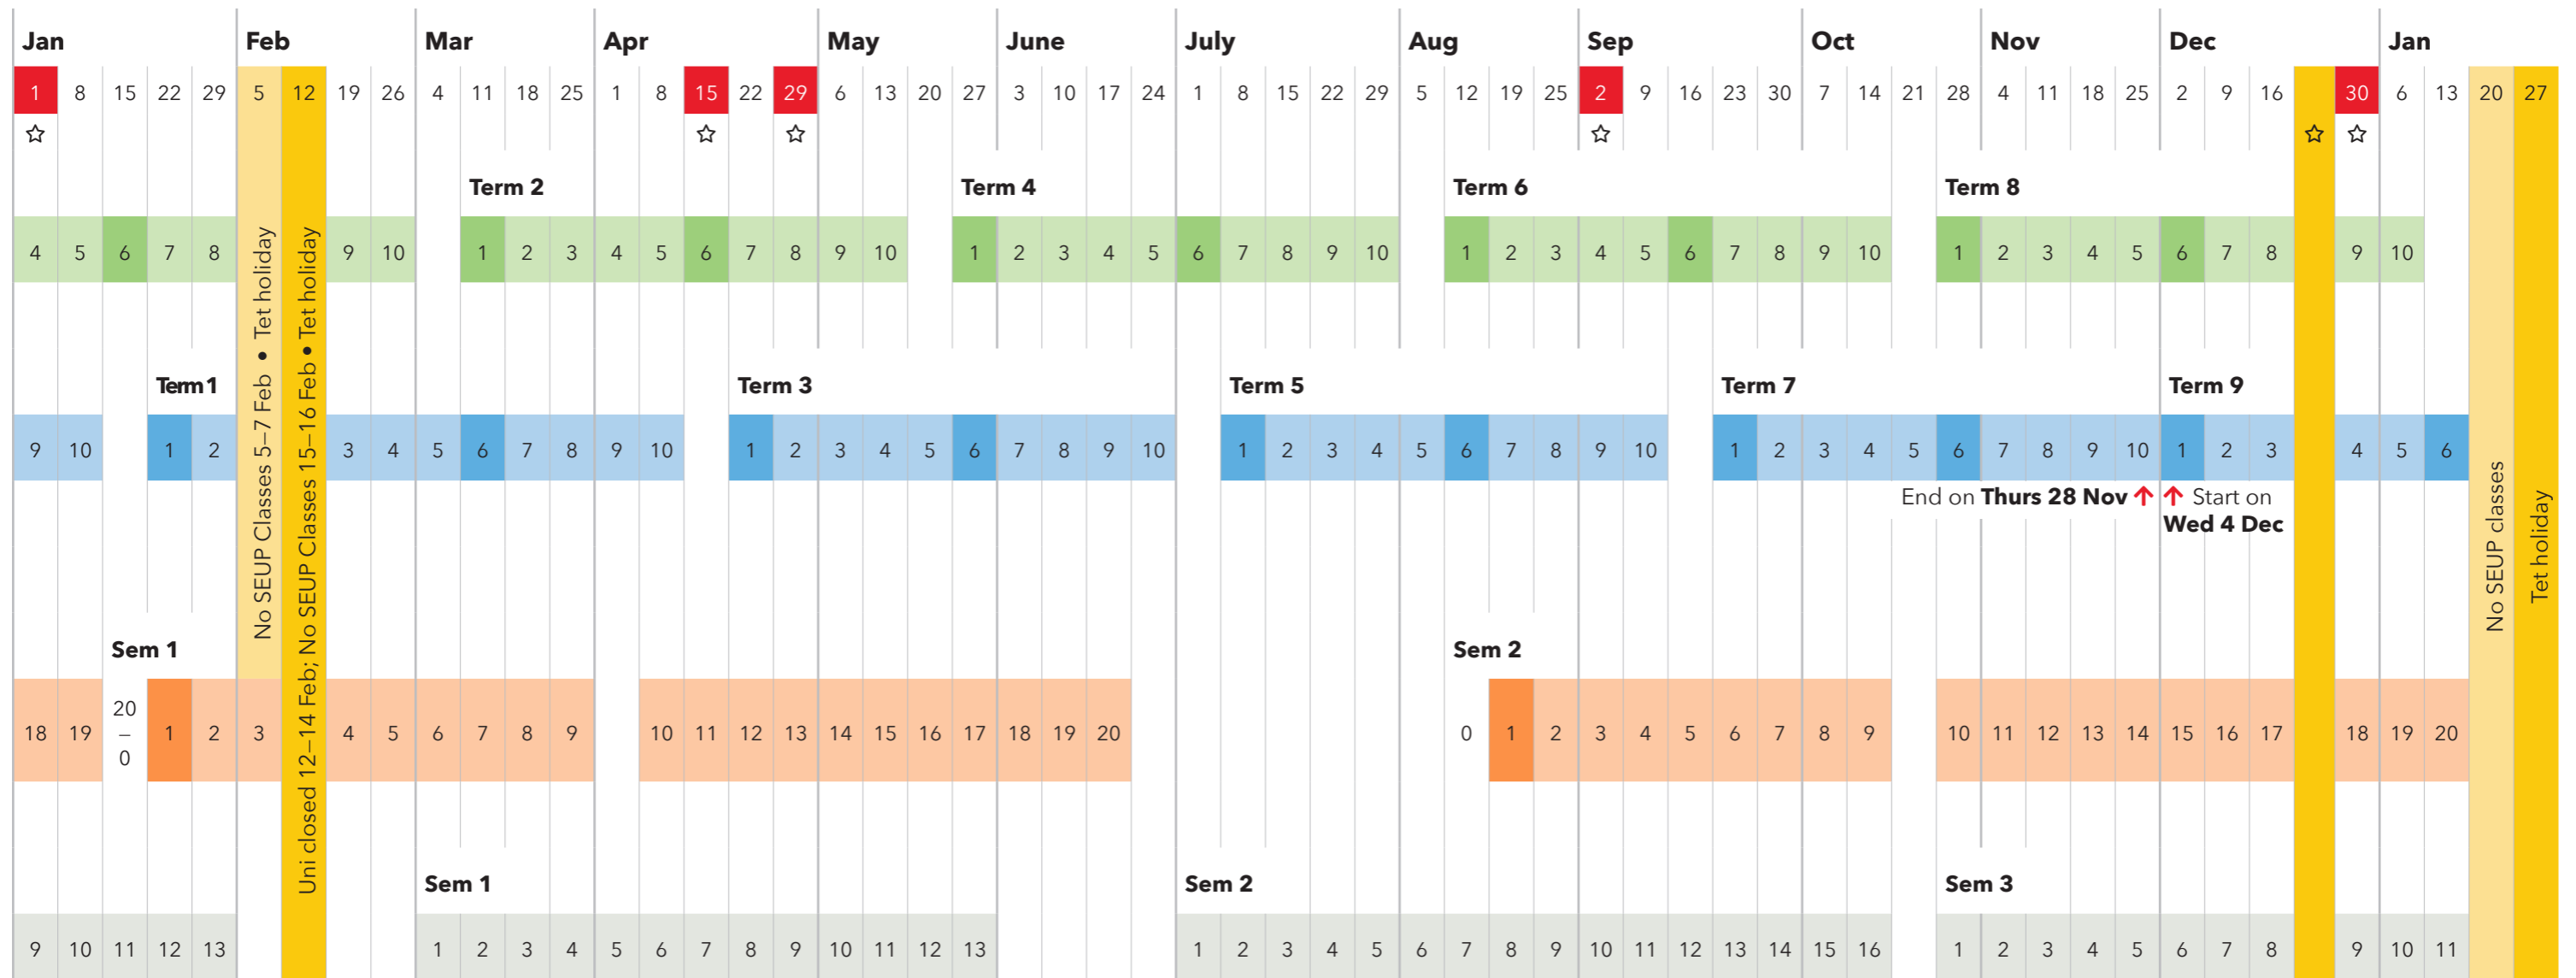 Jan Feb Mar Apr May June July Aug Sep Oct Nov Dec Jan
1 8 15 22 29 5 12 19 26 4 11 18 25 1 8 15 22 29 6 13 20 27 3 10 17 24 1 8 15 22 29 5 12 19 25 2 9 16 23 30 7 14 21 28 4 11 18 25 2 9 16 30 6 13 20 27
Term 2 Term 4 Term 6 Term 8
4 5 6 7 8 9 10 1 2 3 4 5 6 7 8 9 10 1 2 3 4 5 6 7 8 9 10 1 2 3 4 5 6 7 8 9 10 1 2 3 4 5 6 7 8 9 10
No SEUP Classes 5–7 Feb • Tet holiday
Uni closed 12–14 Feb; No SEUP Classes 15–16 Feb • Tet holiday
Term 1 Term 3 Term 5 Term 7 Term 9
9 10 1 2 3 4 5 6 7 8 9 10 1 2 3 4 5 6 7 8 9 10 1 2 3 4 5 6 7 8 9 10 1 2 3 4 5 6 7 8 9 10 1 2 3 4 5 6
End on Thurs 28 Nov ↑ ↑ Start on
Wed 4 Dec
No SEUP classes
Tet holiday
Sem 1 Sem 2
18 19 20 – 0 1 2 3 4 5 6 7 8 9 10 11 12 13 14 15 16 17 18 19 20 0 1 2 3 4 5 6 7 8 9 10 11 12 13 14 15 16 17 18 19 20
Sem 1 Sem 2 Sem 3
9 10 11 12 13 1 2 3 4 5 6 7 8 9 10 11 12 13 1 2 3 4 5 6 7 8 9 10 11 12 13 14 15 16 1 2 3 4 5 6 7 8 9 10 11